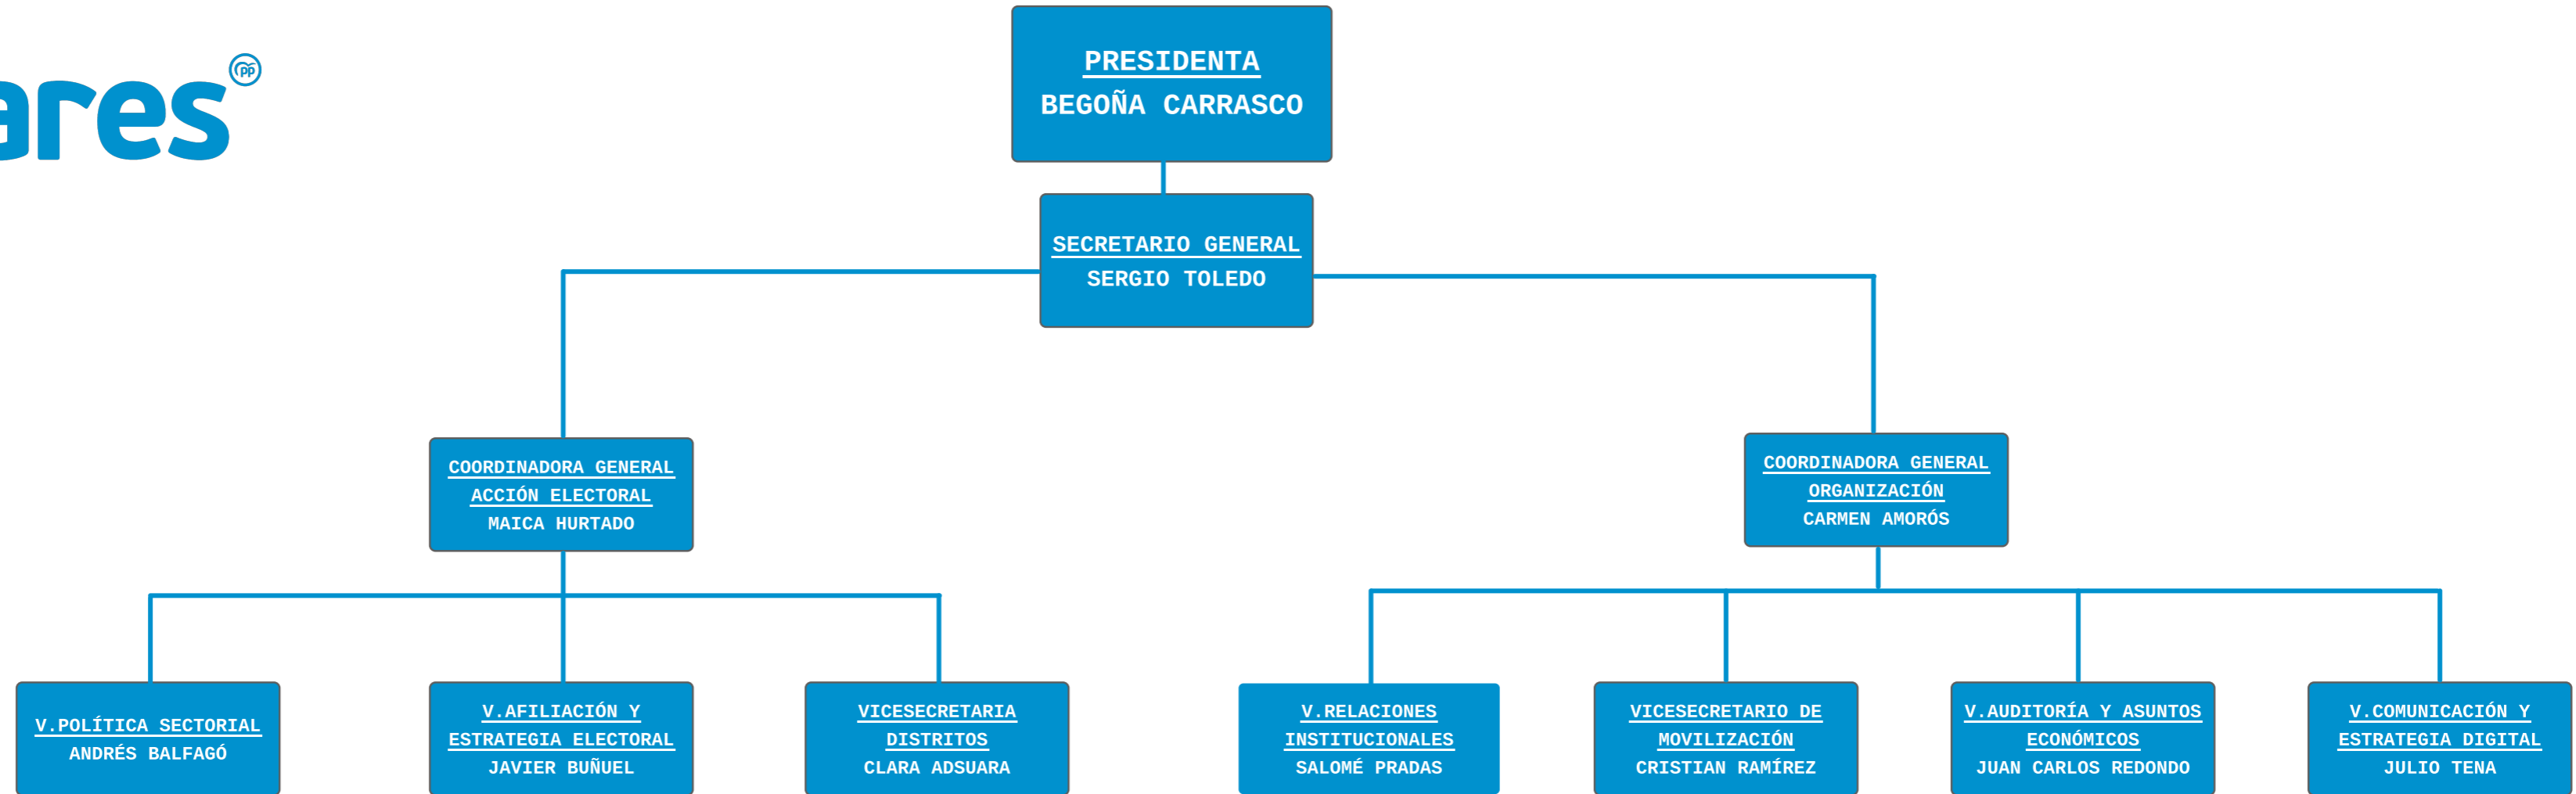 ares
pp
PRESIDENTA
BEGOÑA CARRASCO
SECRETARIO GENERAL
SERGIO TOLEDO
COORDINADORA GENERAL
ACCIÓN ELECTORAL
MAICA HURTADO
COORDINADORA GENERAL
ORGANIZACIÓN
CARMEN AMORÓS
V.POLÍTICA SECTORIAL
ANDRÉS BALFAGÓ
V.AFILIACIÓN Y
ESTRATEGIA ELECTORAL
JAVIER BUÑUEL
VICESECRETARIA
DISTRITOS
CLARA ADSUARA
V.RELACIONES
INSTITUCIONALES
SALOMÉ PRADAS
VICESECRETARIO DE
MOVILIZACIÓN
CRISTIAN RAMÍREZ
V.AUDITORÍA Y ASUNTOS
ECONÓMICOS
JUAN CARLOS REDONDO
V.COMUNICACIÓN Y
ESTRATEGIA DIGITAL
JULIO TENA